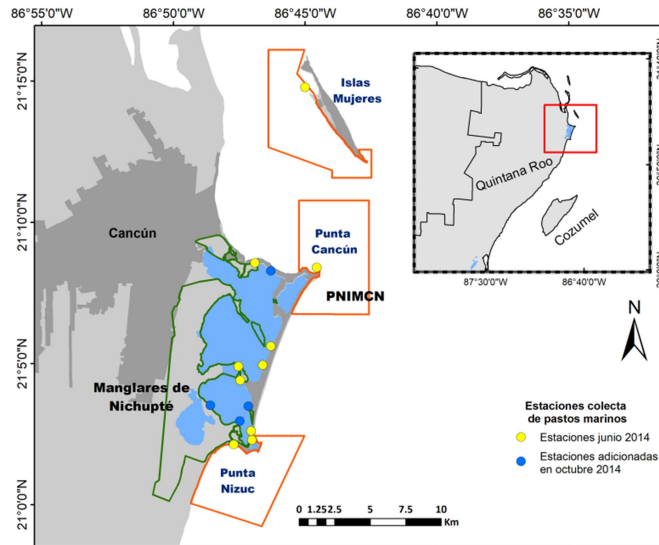 86°55'0"W 86°50'0"W 86°45'0"W 86°40'0"W 86°35'0"W
21°15'0"N
21°10'0"N
21°5'0"N
21°0'0"N
Islas
Mujeres
Cancún
Punta
Cancún
PNIMCN
Manglares de
Nichupté
Punta
Nizuc
Quintana Roo
Cozumel
87°30'0"W 86°40'0"W
N
Estaciones colecta
de pastos marinos
Estaciones junio 2014
Estaciones adicionadas
en octubre 2014
0 1.25 2.5 5 7.5 10
Km